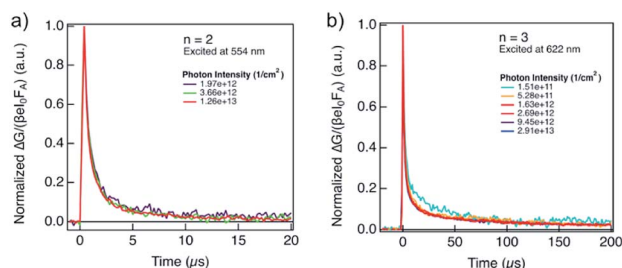 a)
n = 2
Excited at 554 nm
Photon Intensity (1/cm²)
1.97e+12
3.66e+12
1.26e+13
Normalized ΔG/(βeI₀F_A) (a.u.)
1.0
0.8
0.6
0.4
0.2
0.0
0 5 10 15 20
Time (µs)
b)
n = 3
Excited at 622 nm
Photon Intensity (1/cm²)
1.51e+11
5.28e+11
1.63e+12
2.69e+12
9.45e+12
2.91e+13
Normalized ΔG/(βeI₀F_A) (a.u.)
1.0
0.8
0.6
0.4
0.2
0.0
0 50 100 150 200
Time (µs)